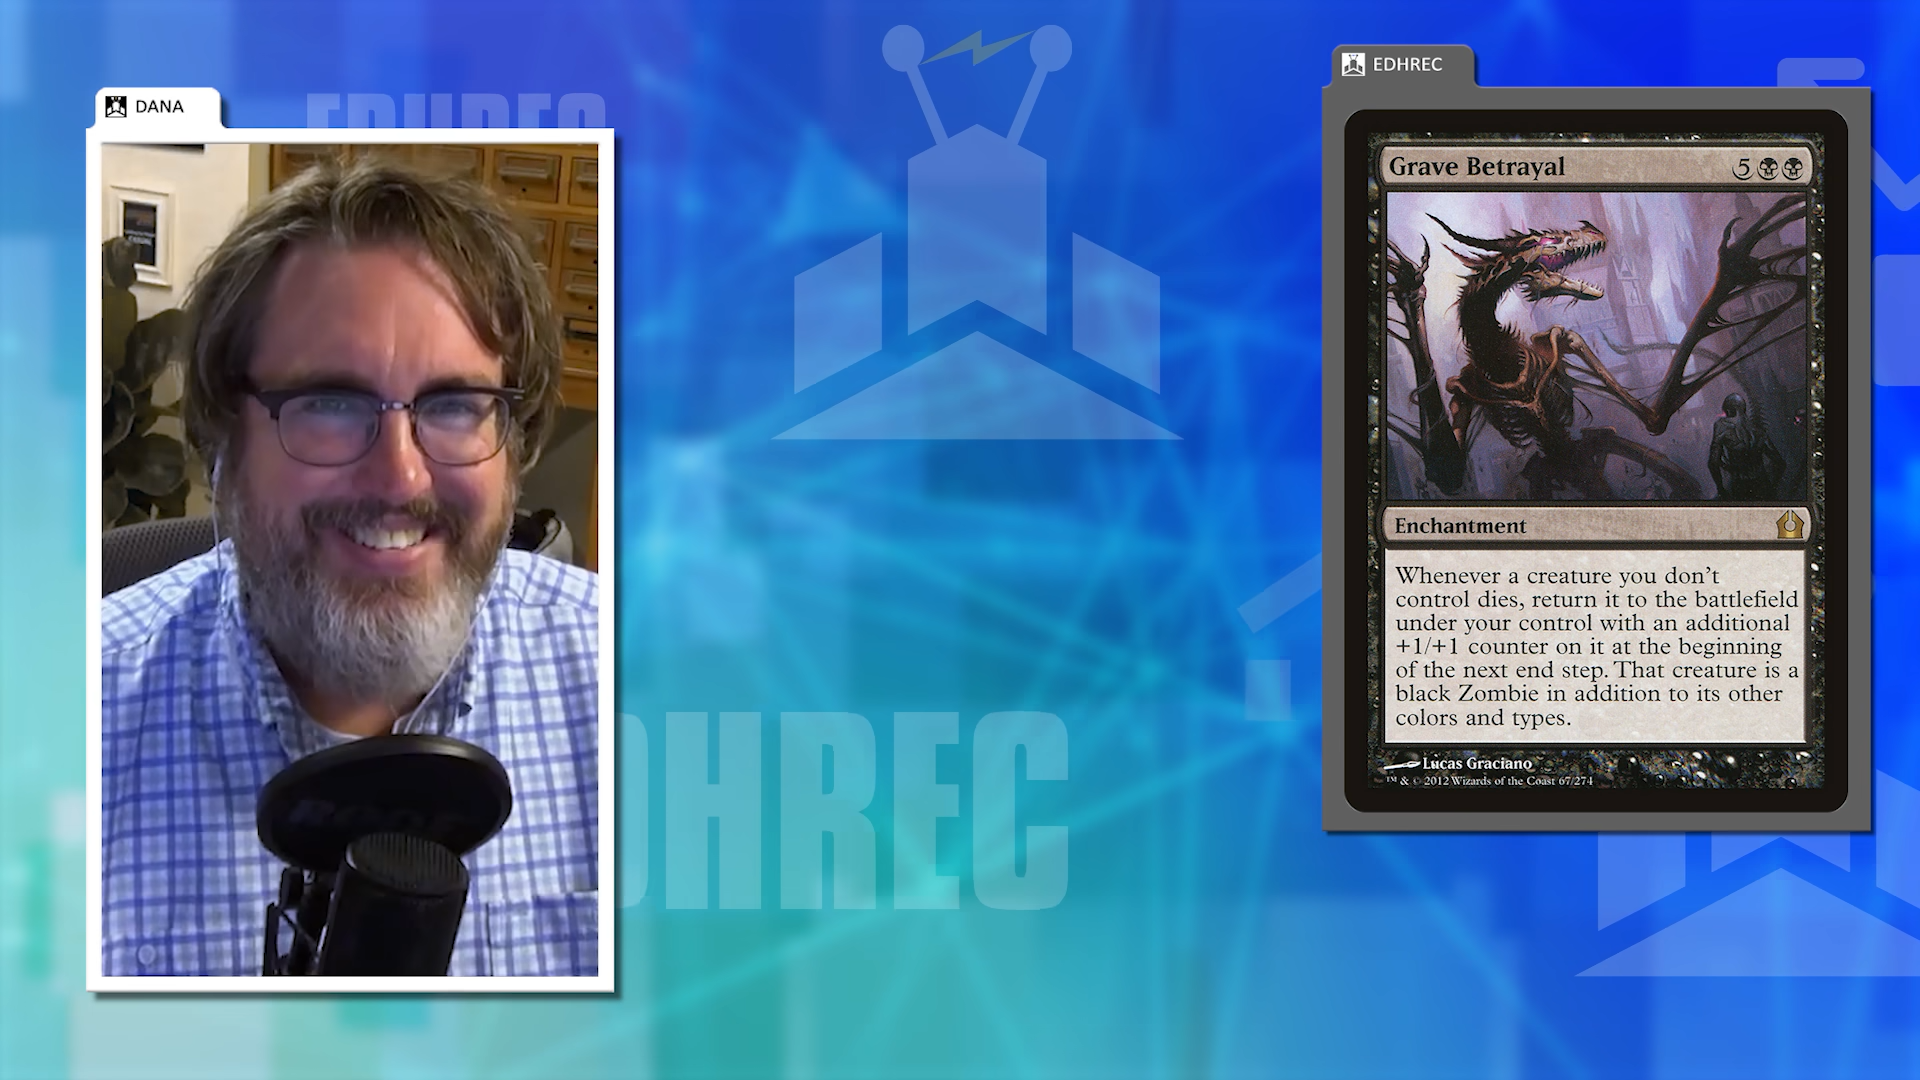 DANA
EDHREC
EDHREC
Grave Betrayal 5
Enchantment
Whenever a creature you don't
control dies, return it to the battlefield
under your control with an additional
+1/+1 counter on it at the beginning
of the next end step. That creature is a
black Zombie in addition to its other
colors and types.
Lucas Graciano
™ & © 2012 Wizards of the Coast 67/274
DHREC